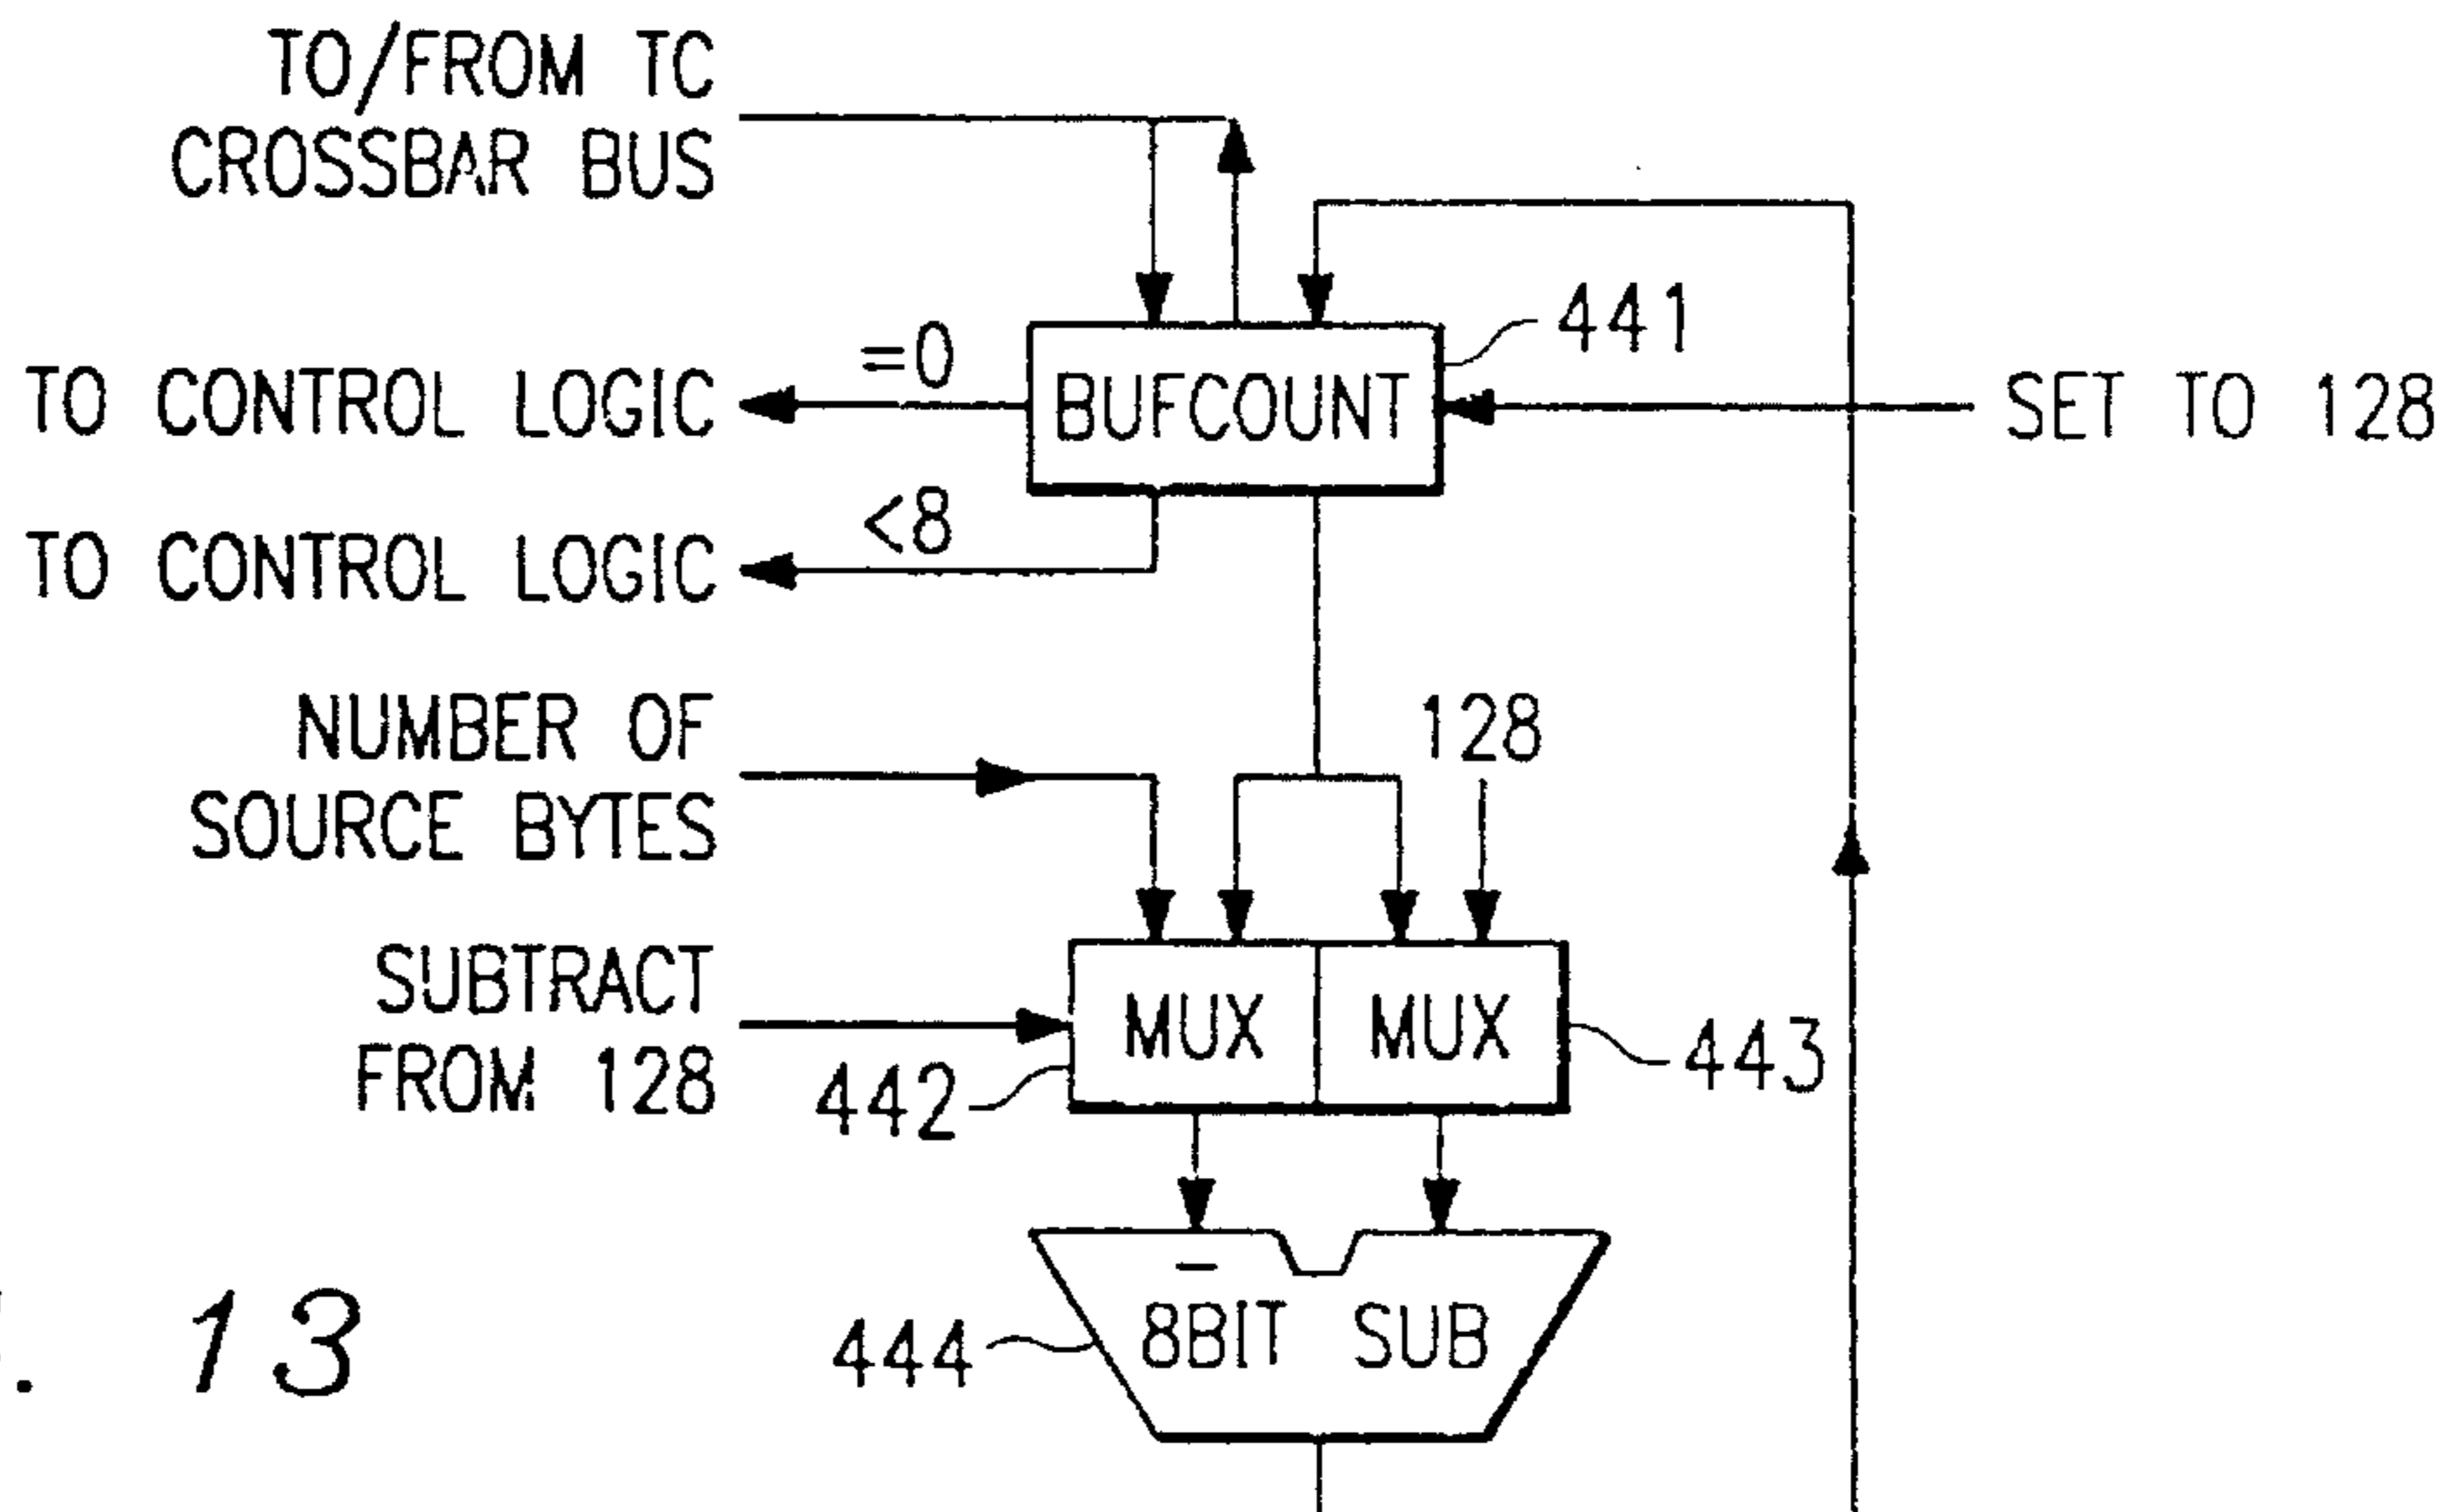 TO/FROM TC
CROSSBAR BUS
=0
441
TO CONTROL LOGIC
BUFCOUNT
SET TO 128
<8
TO CONTROL LOGIC
NUMBER OF
SOURCE BYTES
128
SUBTRACT
FROM 128
MUX
MUX
442
443
–
8BIT SUB
444
. 13